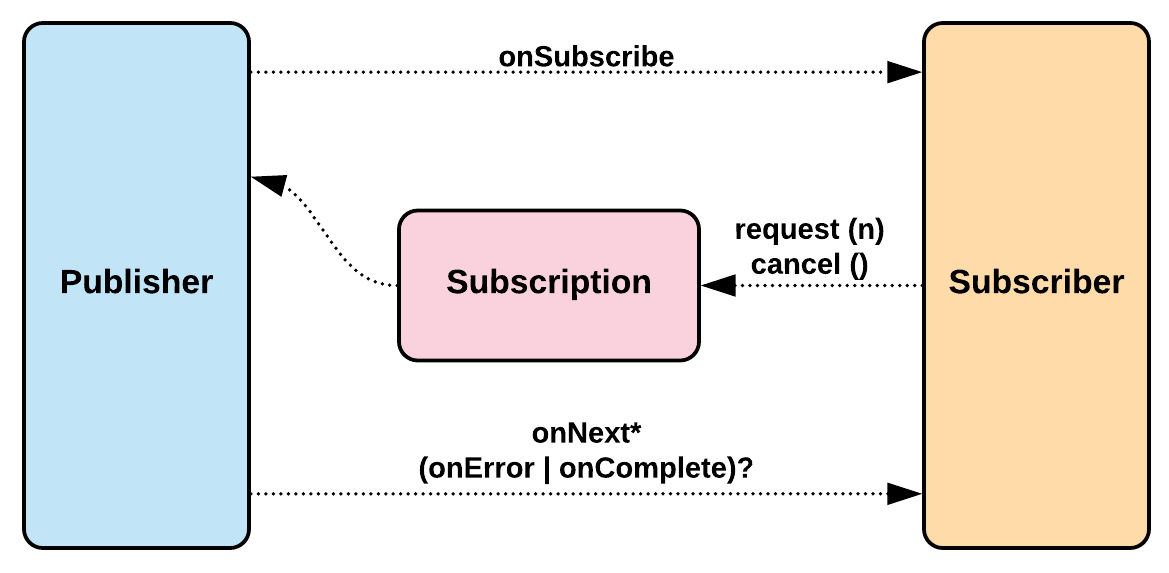 onSubscribe
request (n)
cancel ()
Publisher
Subscription
Subscriber
onNext*
(onError | onComplete)?